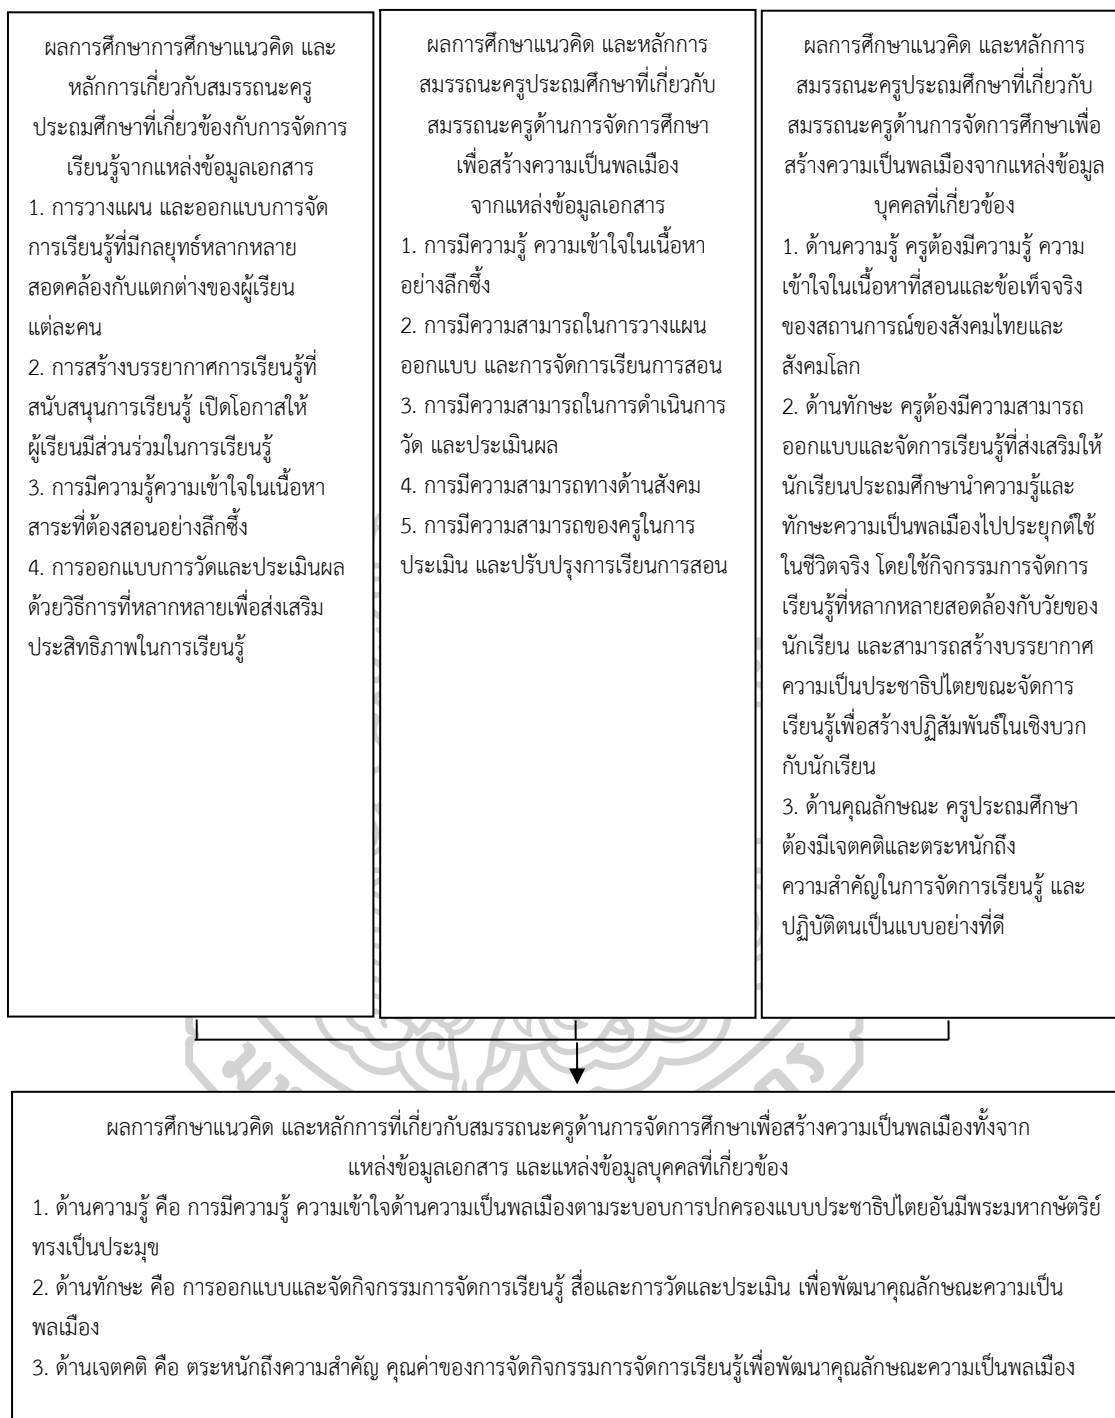 ผลการศึกษาการศึกษาแนวคิด และ
หลักการเกี่ยวกับสมรรถนะครู
ประถมศึกษาที่เกี่ยวข้องกับการจัดการ
เรียนรู้จากแหล่งข้อมูลเอกสาร
1. การวางแผน และออกแบบการจัด
การเรียนรู้ที่มีกลยุทธ์หลากหลาย
สอดคล้องกับแตกต่างของผู้เรียน
แต่ละคน
2. การสร้างบรรยากาศการเรียนรู้ที่
สนับสนุนการเรียนรู้ เปิดโอกาสให้
ผู้เรียนมีส่วนร่วมในการเรียนรู้
3. การมีความรู้ความเข้าใจในเนื้อหา
สาระที่ต้องสอนอย่างลึกซึ้ง
4. การออกแบบการวัดและประเมินผล
ด้วยวิธีการที่หลากหลายเพื่อส่งเสริม
ประสิทธิภาพในการเรียนรู้
ผลการศึกษาแนวคิด และหลักการ
สมรรถนะครูประถมศึกษาที่เกี่ยวกับ
สมรรถนะครูด้านการจัดการศึกษา
เพื่อสร้างความเป็นพลเมือง
จากแหล่งข้อมูลเอกสาร
1. การมีความรู้ ความเข้าใจในเนื้อหา
อย่างลึกซึ้ง
2. การมีความสามารถในการวางแผน
ออกแบบ และการจัดการเรียนการสอน
3. การมีความสามารถในการดำเนินการ
วัด และประเมินผล
4. การมีความสามารถทางด้านสังคม
5. การมีความสามารถของครูในการ
ประเมิน และปรับปรุงการเรียนการสอน
ผลการศึกษาแนวคิด และหลักการ
สมรรถนะครูประถมศึกษาที่เกี่ยวกับ
สมรรถนะครูด้านการจัดการศึกษาเพื่อ
สร้างความเป็นพลเมืองจากแหล่งข้อมูล
บุคคลที่เกี่ยวข้อง
1. ด้านความรู้ ครูต้องมีความรู้ ความ
เข้าใจในเนื้อหาที่สอนและข้อเท็จจริง
ของสถานการณ์ของสังคมไทยและ
สังคมโลก
2. ด้านทักษะ ครูต้องมีความสามารถ
ออกแบบและจัดการเรียนรู้ที่ส่งเสริมให้
นักเรียนประถมศึกษานำความรู้และ
ทักษะความเป็นพลเมืองไปประยุกต์ใช้
ในชีวิตจริง โดยใช้กิจกรรมการจัดการ
เรียนรู้ที่หลากหลายสอดล้องกับวัยของ
นักเรียน และสามารถสร้างบรรยากาศ
ความเป็นประชาธิปไตยขณะจัดการ
เรียนรู้เพื่อสร้างปฏิสัมพันธ์ในเชิงบวก
กับนักเรียน
3. ด้านคุณลักษณะ ครูประถมศึกษา
ต้องมีเจตคติและตระหนักถึง
ความสำคัญในการจัดการเรียนรู้ และ
ปฏิบัติตนเป็นแบบอย่างที่ดี
ผลการศึกษาแนวคิด และหลักการที่เกี่ยวกับสมรรถนะครูด้านการจัดการศึกษาเพื่อสร้างความเป็นพลเมืองทั้งจาก
แหล่งข้อมูลเอกสาร และแหล่งข้อมูลบุคคลที่เกี่ยวข้อง
1. ด้านความรู้ คือ การมีความรู้ ความเข้าใจด้านความเป็นพลเมืองตามระบอบการปกครองแบบประชาธิปไตยอันมีพระมหากษัตริย์
ทรงเป็นประมุข
2. ด้านทักษะ คือ การออกแบบและจัดกิจกรรมการจัดการเรียนรู้ สื่อและการวัดและประเมิน เพื่อพัฒนาคุณลักษณะความเป็น
พลเมือง
3. ด้านเจตคติ คือ ตระหนักถึงความสำคัญ คุณค่าของการจัดกิจกรรมการจัดการเรียนรู้เพื่อพัฒนาคุณลักษณะความเป็นพลเมือง